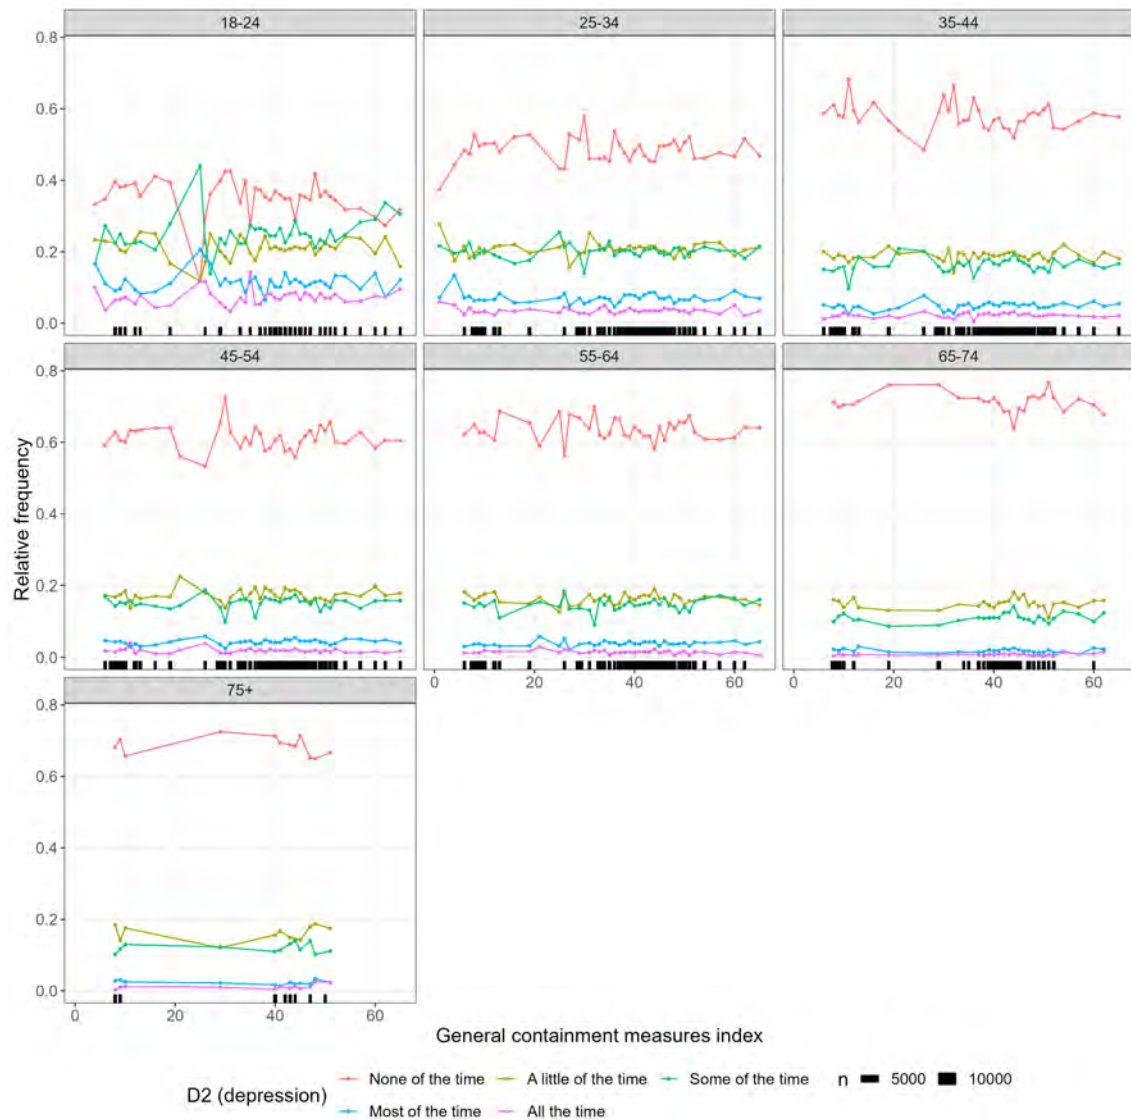 18-24 25-34 35-44
0.8
0.6
0.4
0.2
0.0
45-54 55-64 65-74
0.8
0.6
0.4
0.2
0.0
0 20 40 60 0 20 40 60
75+
0.8
0.6
0.4
0.2
0.0
0 20 40 60
Relative frequency
General containment measures index
D2 (depression)
None of the time A little of the time Some of the time
Most of the time All the time
n 5000 10000